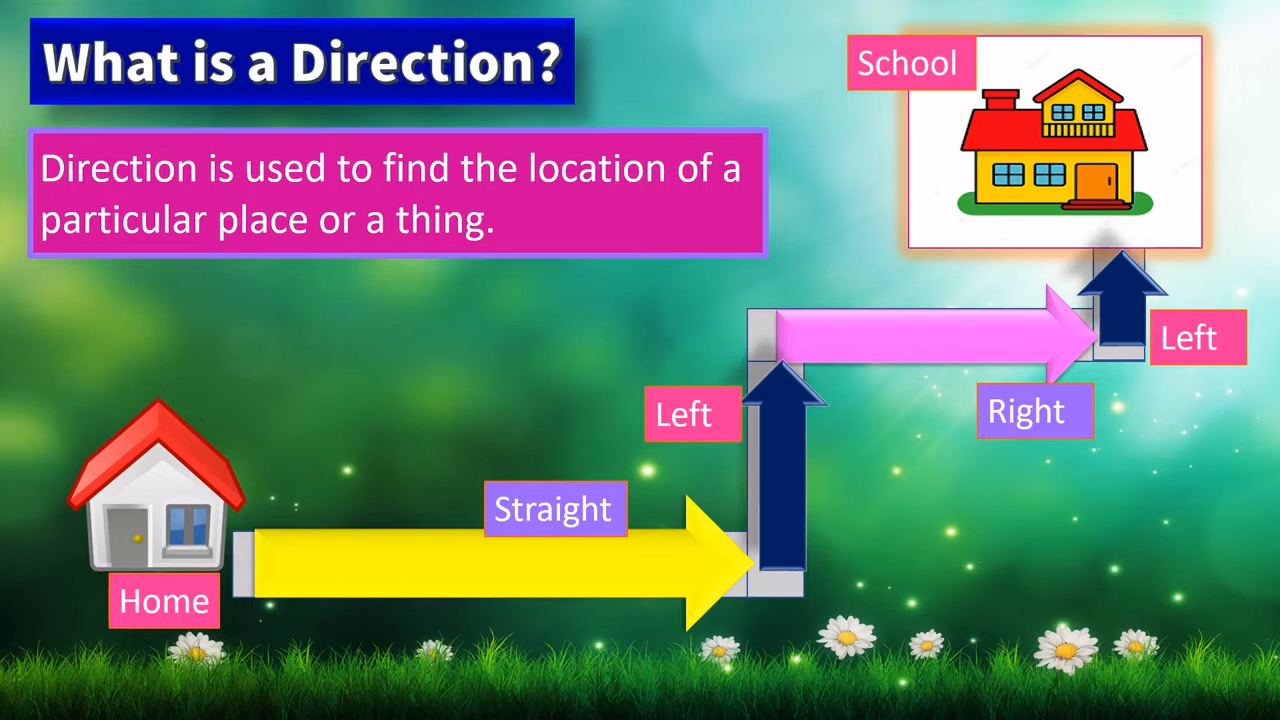 What is a Direction?
Direction is used to find the location of a
particular place or a thing.
School
Left
Right
Left
Straight
Home